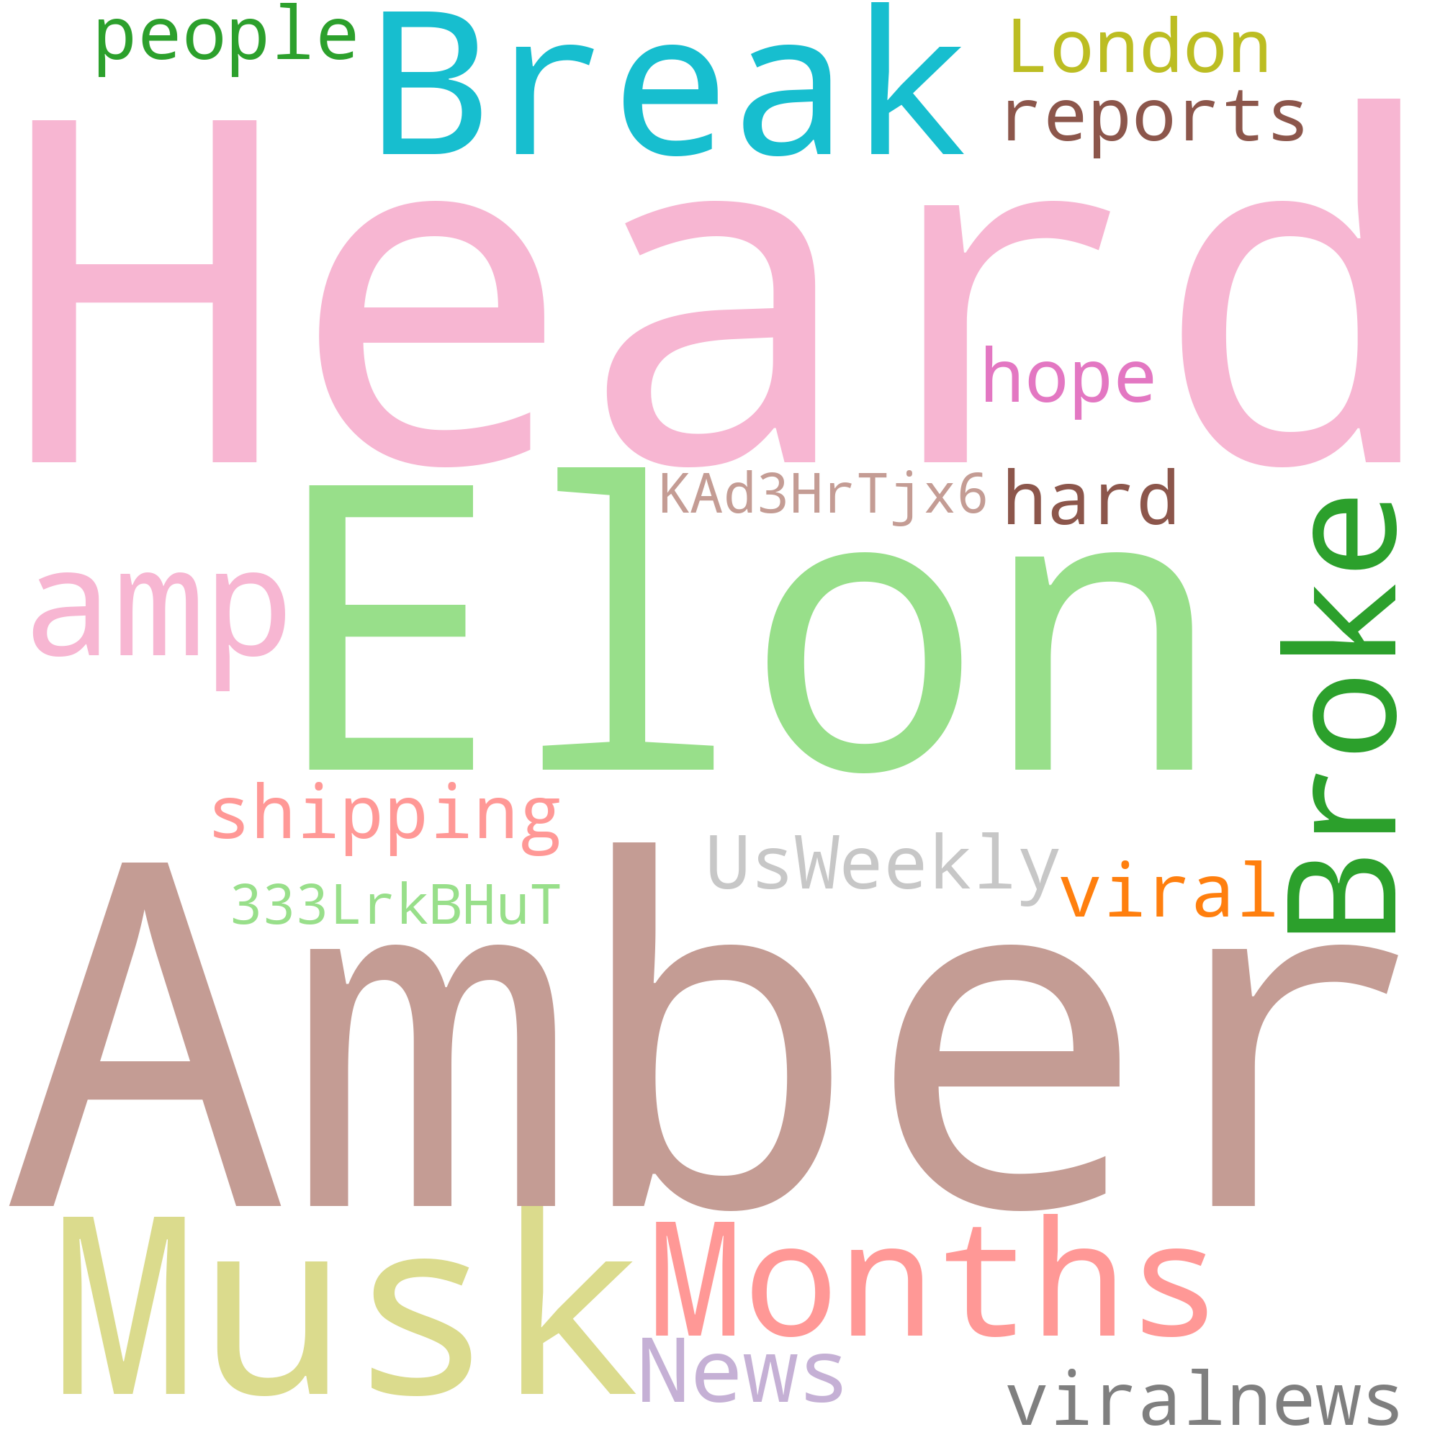 people
Break
London
reports
Heard
hope
Elon
KAd3HrTjx6
hard
amp
Broke
shipping
UsWeekly
viral
333LrkBHuT
Amber
Musk
Months
News
viralnews